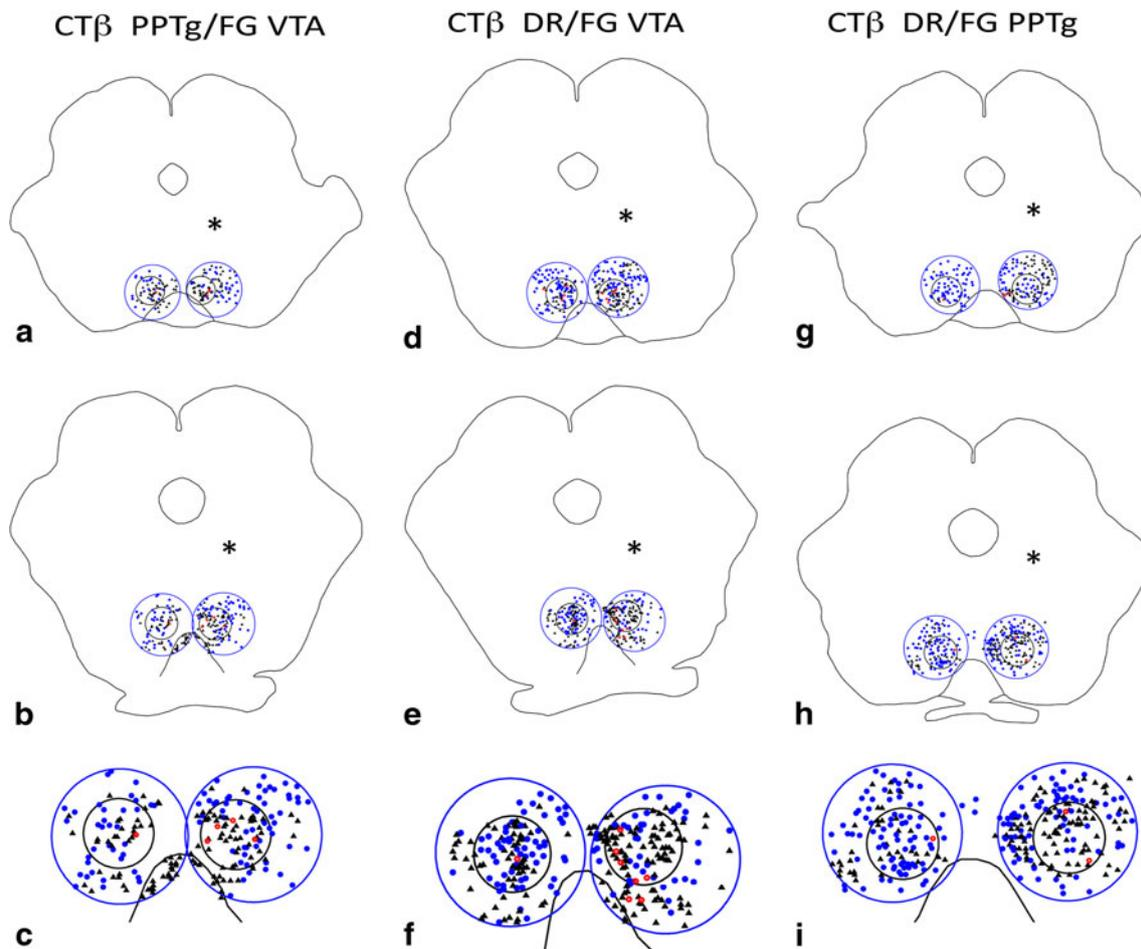 CTβ PPTg/FG VTA
CTβ DR/FG VTA
CTβ DR/FG PPTg
*
*
*
a
d
g
*
*
*
b
e
h
c
f
i